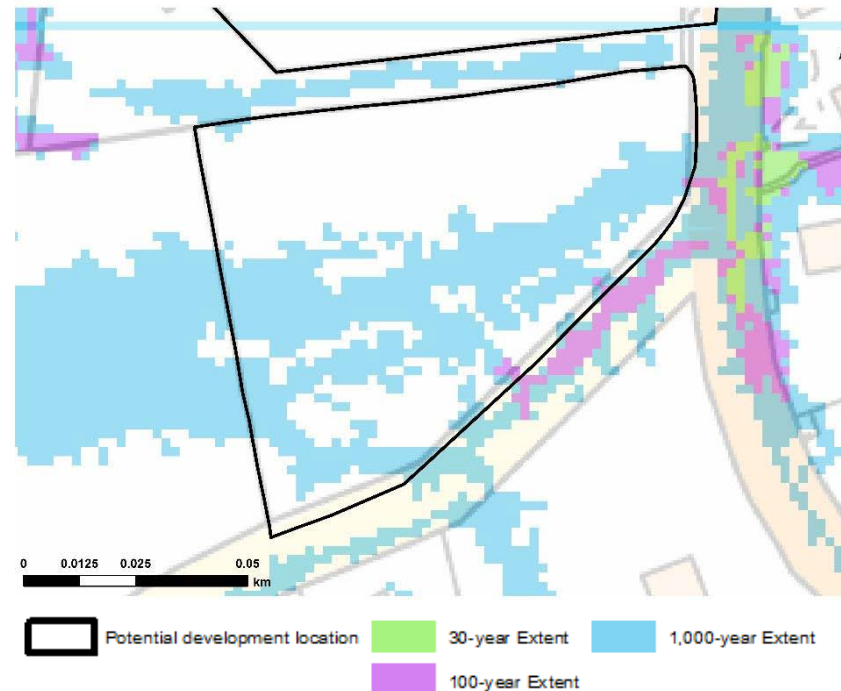 0 0.0125 0.025 0.05
km
Potential development location 30-year Extent 1,000-year Extent
100-year Extent